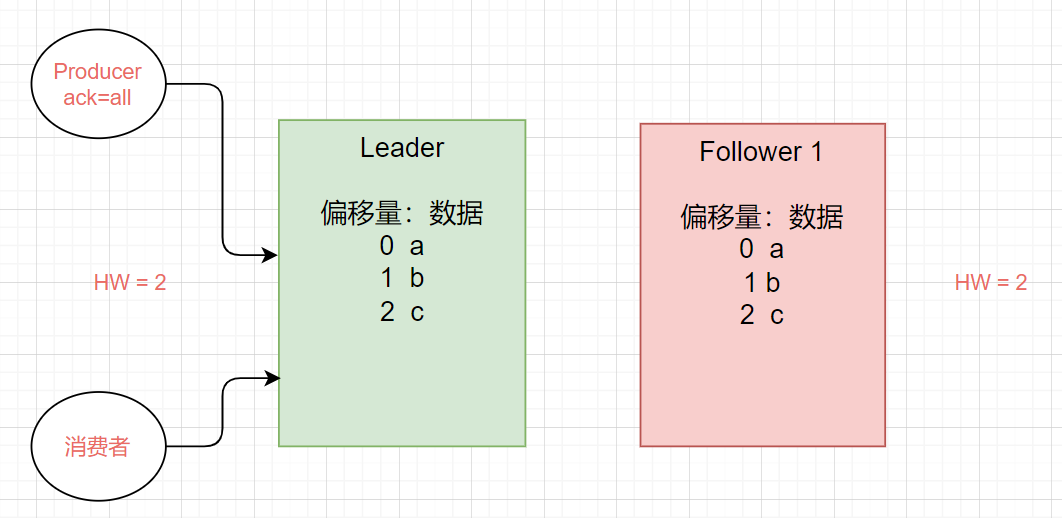 Producer
ack=all
Leader
偏移量：数据
0 a
1 b
2 c
Follower 1
偏移量：数据
0 a
1 b
2 c
HW = 2
HW = 2
消费者